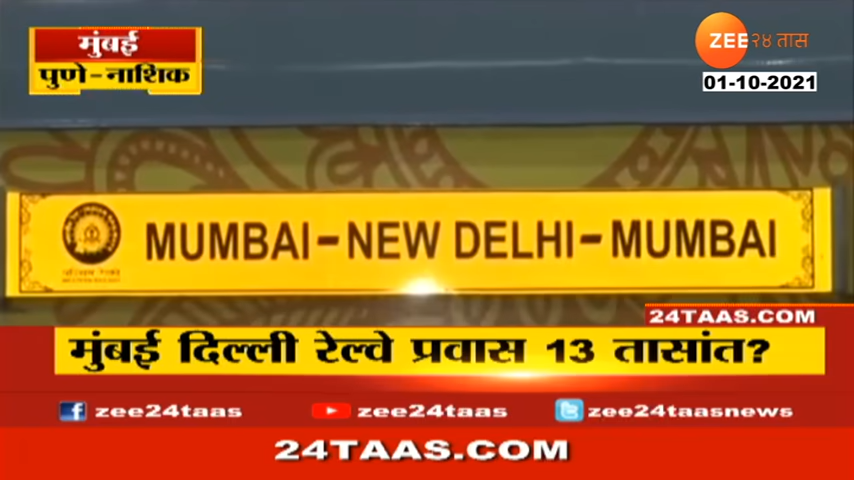 मुंबई
पुणे-नाशिक
ZEE २४ तास
01-10-2021
MUMBAI-NEW DELHI-MUMBAI
24TAAS.COM
मुंबई दिल्ली रेल्वे प्रवास 13 तासांत?
zee24taas
zee24taas
zee24taasnews
24TAAS.COM